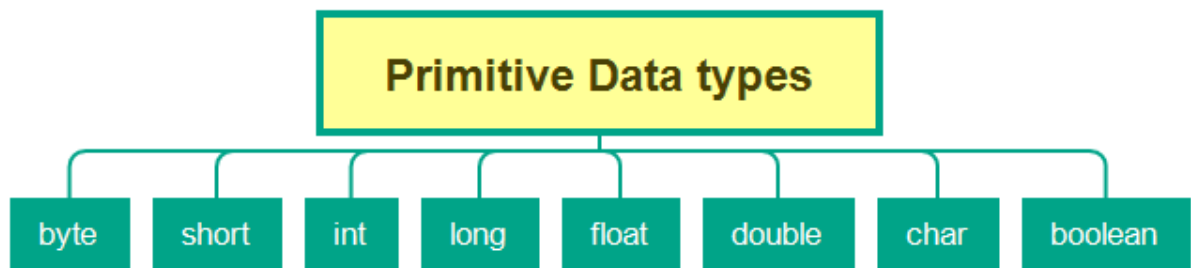 Primitive Data types
byte short int long float double char boolean